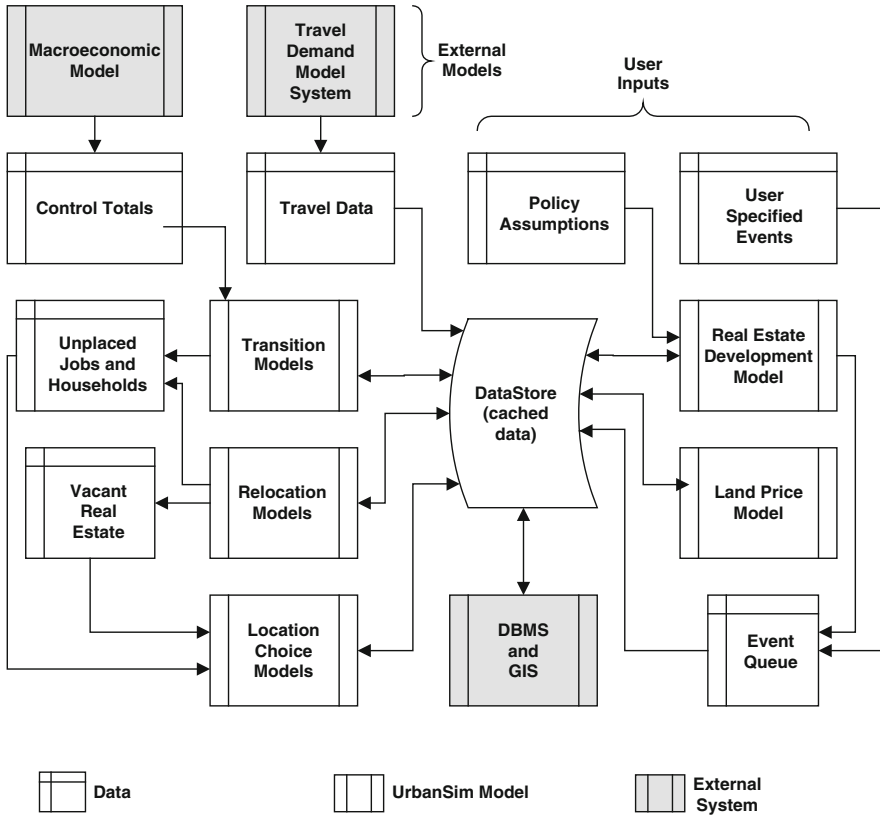 Macroeconomic
Model
Travel
Demand
Model
System
External
Models
User
Inputs
Control Totals
Travel Data
Policy
Assumptions
User
Specified
Events
Unplaced
Jobs and
Households
Transition
Models
DataStore
(cached
data)
Real Estate
Development
Model
Vacant
Real
Estate
Relocation
Models
Land Price
Model
Location
Choice
Models
DBMS
and
GIS
Event
Queue
Data
UrbanSim Model
External
System